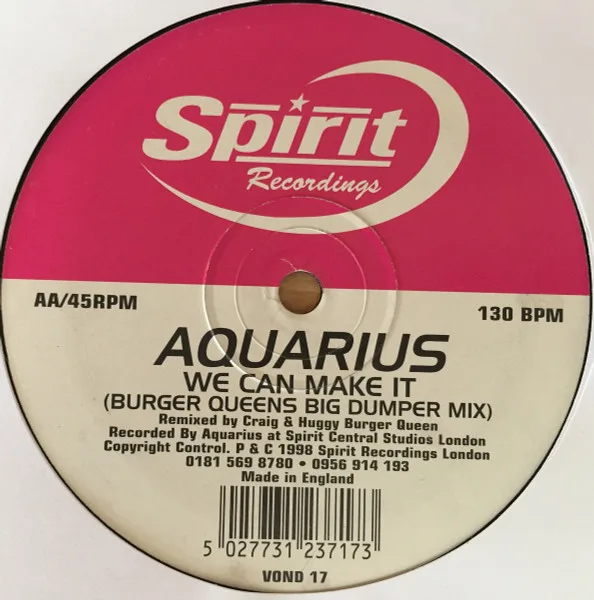 Spirit
Recordings
AA/45RPM
130 BPM
AQUARIUS
WE CAN MAKE IT
(BURGER QUEENS BIG DUMPER MIX)
Remixed by Craig & Huggy Burger Queen
Recorded By Aquarius at Spirit Central Studios London
Copyright Control. P & C 1998 Spirit Recordings London
0181 569 8780 • 0956 914 193
Made in England
5 027731 237173
VOND 17